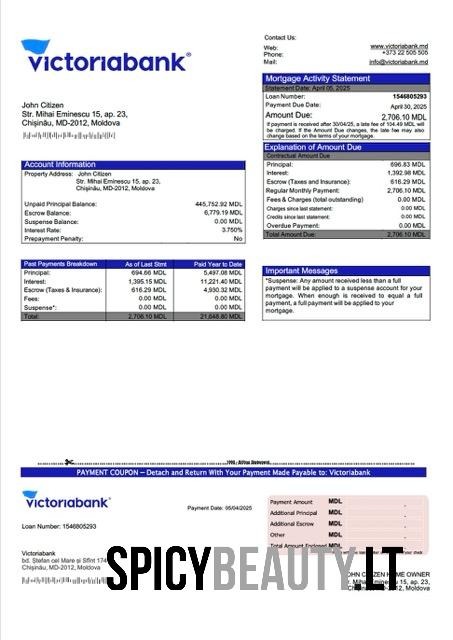 victoriabank®
Contact Us:
Web: www.victoriabank.md
Phone: +373 22 505 505
Mail: info@victoriabank.md
Mortgage Activity Statement
Statement Date: April 05, 2025
Loan Number: 1546805293
Payment Due Date: April 30, 2025
Amount Due: 2,706.10 MDL
If payment is received after 30/04/25, a late fee of 104.49 MDL will
be charged. If the Amount Due changes, the late fee may also
change based on the terms of your mortgage.
John Citizen
Str. Mihai Eminescu 15, ap. 23,
Chișinău, MD-2012, Moldova
Explanation of Amount Due
Contractual Amount Due
Principal: 696.83 MDL
Interest: 1,392.98 MDL
Escrow (Taxes and Insurance): 616.29 MDL
Regular Monthly Payment: 2,706.10 MDL
Fees & Charges (total outstanding) 0.00 MDL
Charges since last statement: 0.00 MDL
Credits since last statement: 0.00 MDL
Overdue Payment: 0.00 MDL
Total Amount Due: 2,706.10 MDL
Account Information
Property Address: John Citizen
Str. Mihai Eminescu 15, ap. 23,
Chișinău, MD-2012, Moldova
Unpaid Principal Balance: 445,752.92 MDL
Escrow Balance: 6,779.19 MDL
Suspense Balance: 0.00 MDL
Interest Rate: 3.750%
Prepayment Penalty: No
Past Payments Breakdown As of Last Stmt Paid Year to Date
Principal: 694.66 MDL 5,497.08 MDL
Interest: 1,395.15 MDL 11,221.40 MDL
Escrow (Taxes & Insurance): 616.29 MDL 4,930.32 MDL
Fees: 0.00 MDL 0.00 MDL
Suspense*: 0.00 MDL 0.00 MDL
Total: 2,706.10 MDL 21,648.80 MDL
Important Messages
*Suspense: Any amount received less than a full
payment will be applied to a suspense account for your
mortgage. When enough is received to equal a full
payment, a full payment will be applied to your
mortgage.
PAYMENT COUPON – Detach and Return With Your Payment Made Payable to: Victoriabank
victoriabank®
Payment Date: 05/04/2025
Loan Number: 1546805293
Payment Amount MDL
Additional Principal MDL
Additional Escrow MDL
Other MDL
Total Amount Enclosed MDL
Victoriabank
bd. Ștefan cel Mare și Sfînt
Chișinău, MD-2012, Moldova
CITIZEN HOME OWNER
Mihai Eminescu 15, ap. 23,
MD-2012, Moldova
SPICYBEAUTY.LT